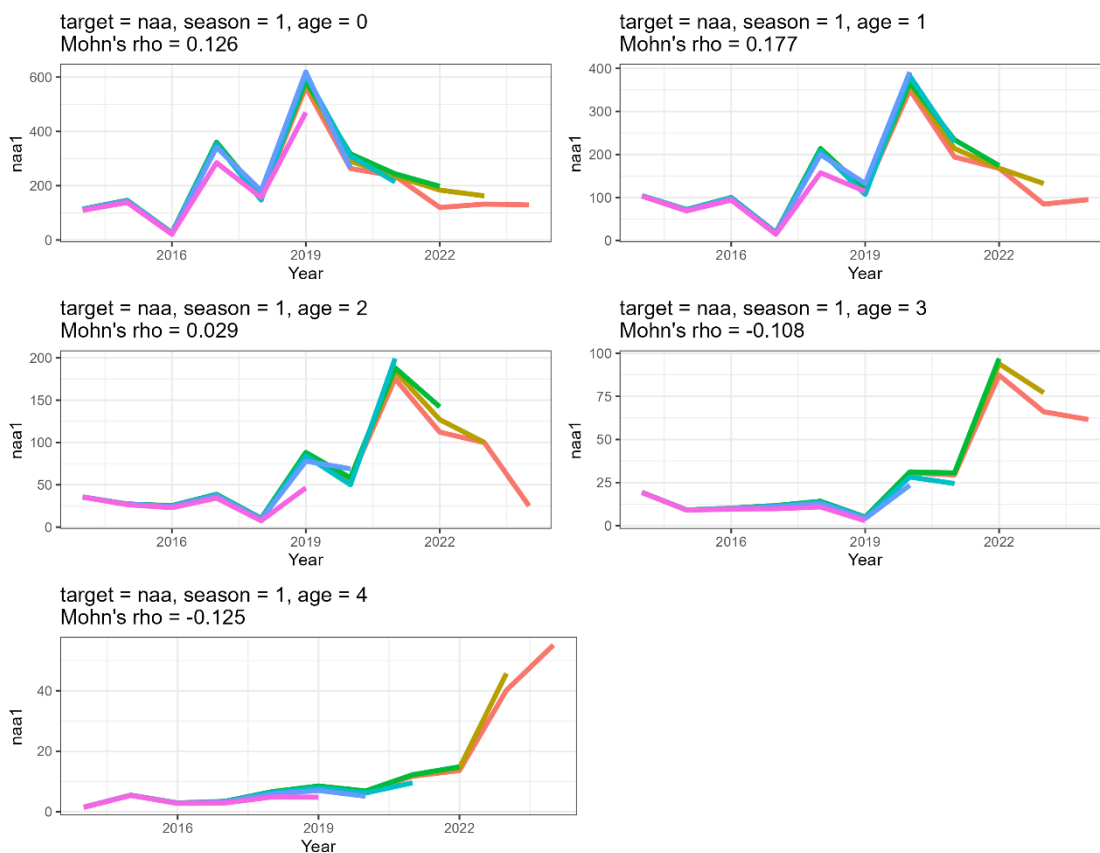 target = naa, season = 1, age = 0
Mohn's rho = 0.126
600
400
200
0
naa1
2016
2019
2022
Year
target = naa, season = 1, age = 1
Mohn's rho = 0.177
400
300
200
100
0
naa1
2016
2019
2022
Year
target = naa, season = 1, age = 2
Mohn's rho = 0.029
200
150
100
50
0
naa1
2016
2019
2022
Year
target = naa, season = 1, age = 3
Mohn's rho = -0.108
100
75
50
25
0
naa1
2016
2019
2022
Year
target = naa, season = 1, age = 4
Mohn's rho = -0.125
40
20
0
naa1
2016
2019
2022
Year